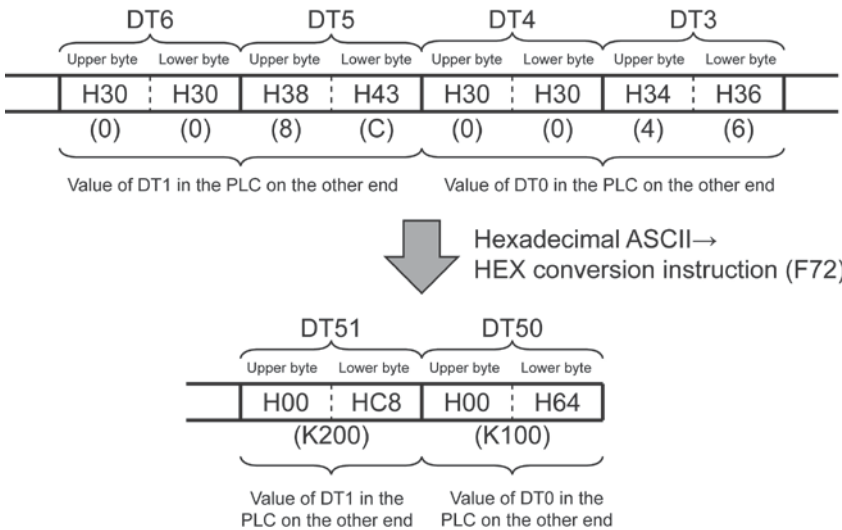 DT6 DT5 DT4 DT3
Upper byte Lower byte Upper byte Lower byte Upper byte Lower byte Upper byte Lower byte
H30 H30 H38 H43 H30 H30 H34 H36
(0) (0) (8) (C) (0) (0) (4) (6)
Value of DT1 in the PLC on the other end Value of DT0 in the PLC on the other end
Hexadecimal ASCII→
HEX conversion instruction (F72)
DT51 DT50
Upper byte Lower byte Upper byte Lower byte
H00 HC8 H00 H64
(K200) (K100)
Value of DT1 in the Value of DT0 in the
PLC on the other end PLC on the other end